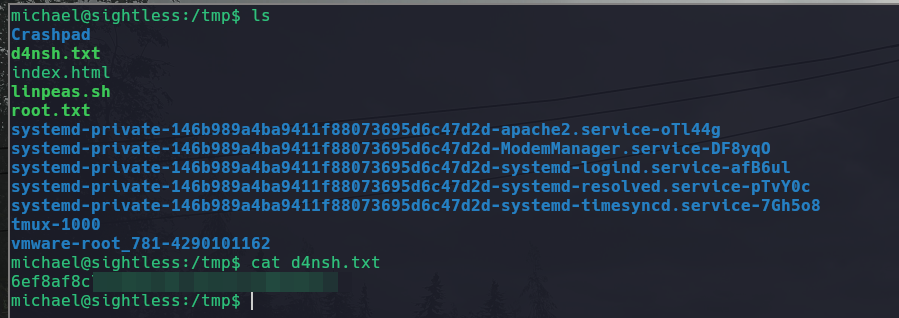 michael@sightless:/tmp$ ls
Crashpad
d4nsh.txt
index.html
linpeas.sh
root.txt
systemd-private-146b989a4ba9411f88073695d6c47d2d-apache2.service-oTl44g
systemd-private-146b989a4ba9411f88073695d6c47d2d-ModemManager.service-DF8yqO
systemd-private-146b989a4ba9411f88073695d6c47d2d-systemd-logind.service-afB6ul
systemd-private-146b989a4ba9411f88073695d6c47d2d-systemd-resolved.service-pTvY0c
systemd-private-146b989a4ba9411f88073695d6c47d2d-systemd-timesyncd.service-7Gh5o8
tmux-1000
vmware-root_781-4290101162
michael@sightless:/tmp$ cat d4nsh.txt
6ef8af8c
michael@sightless:/tmp$